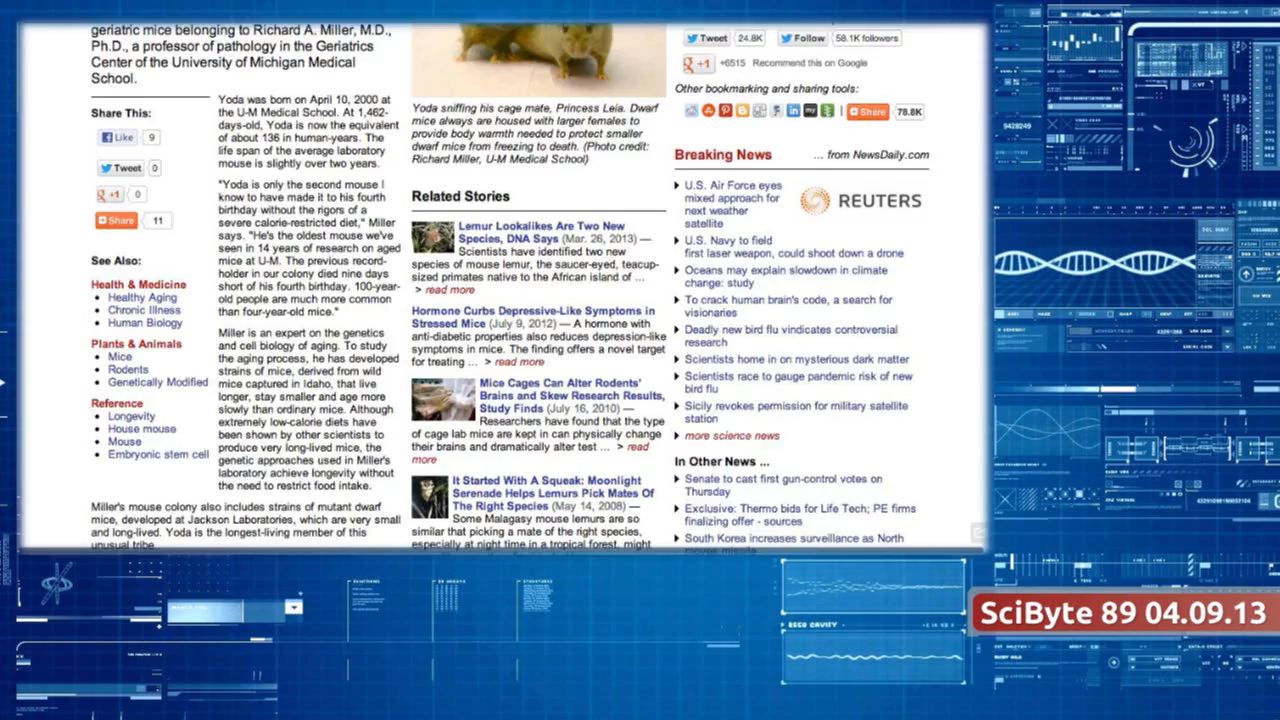 geriatric mice belonging to Richard A. Miller, M.D.,
Ph.D., a professor of pathology in the Geriatrics
Center of the University of Michigan Medical
School.
Share This:
Like 9
Tweet 0
+1 0
Share 11
See Also:
Health & Medicine
Healthy Aging
Chronic Illness
Human Biology
Plants & Animals
Mice
Rodents
Genetically Modified
Reference
Longevity
House mouse
Mouse
Embryonic stem cell
Yoda was born on April 10, 2000 at
the U-M Medical School. At 1,462-
days-old, Yoda is now the equivalent
of about 136 in human-years. The
life span of the average laboratory
mouse is slightly over two years.
"Yoda is only the second mouse I
know to have made it to his fourth
birthday without the rigors of a
severe calorie-restricted diet," Miller
says. "He's the oldest mouse we've
seen in 14 years of research on aged
mice at U-M. The previous record-
holder in our colony died nine days
short of his fourth birthday. 100-year-
old people are much more common
than four-year-old mice."
Miller is an expert on the genetics
and cell biology of aging. To study
the aging process, he has developed
strains of mice, derived from wild
mice captured in Idaho, that live
longer, stay smaller and age more
slowly than ordinary mice. Although
extremely low-calorie diets have
been shown by other scientists to
produce very long-lived mice, the
genetic approaches used in Miller's
laboratory achieve longevity without
the need to restrict food intake.
Miller's mouse colony also includes strains of mutant dwarf
mice, developed at Jackson Laboratories, which are very small
and long-lived. Yoda is the longest-living member of this
unusual tribe.
Yoda sniffing his cage mate, Princess Leia. Dwarf
mice always are housed with larger females to
provide body warmth needed to protect smaller
dwarf mice from freezing to death. (Photo credit:
Richard Miller, U-M Medical School)
Related Stories
Lemur Lookalikes Are Two New
Species, DNA Says (Mar. 26, 2013) —
Scientists have identified two new
species of mouse lemur, the saucer-eyed, teacup-
sized primates native to the African island of ...
> read more
Hormone Curbs Depressive-Like Symptoms in
Stressed Mice (July 9, 2012) — A hormone with
anti-diabetic properties also reduces depression-like
symptoms in mice. The finding offers a novel target
for treating ... > read more
Mice Cages Can Alter Rodents'
Brains and Skew Research Results,
Study Finds (July 16, 2010) —
Researchers have found that the type
of cage lab mice are kept in can physically change
their brains and dramatically alter test ... > read
more
It Started With A Squeak: Moonlight
Serenade Helps Lemurs Pick Mates Of
The Right Species (May 14, 2008) —
Some Malagasy mouse lemurs are so
similar that picking a mate of the right species,
especially at night time in a tropical forest, might
Tweet 24.8K Follow 58.1K followers
+1 +6515 Recommend this on Google
Other bookmarking and sharing tools:
Share 78.8K
Breaking News ... from NewsDaily.com
REUTERS
U.S. Air Force eyes
mixed approach for
next weather
satellite
U.S. Navy to field
first laser weapon, could shoot down a drone
Oceans may explain slowdown in climate
change: study
To crack human brain's code, a search for
visionaries
Deadly new bird flu vindicates controversial
research
Scientists home in on mysterious dark matter
Scientists race to gauge pandemic risk of new
bird flu
Sicily revokes permission for military satellite
station
more science news
In Other News ...
Senate to cast first gun-control votes on
Thursday
Exclusive: Thermo bids for Life Tech; PE firms
finalizing offer - sources
South Korea increases surveillance as North
9428249
SciByte 89 04.09.13